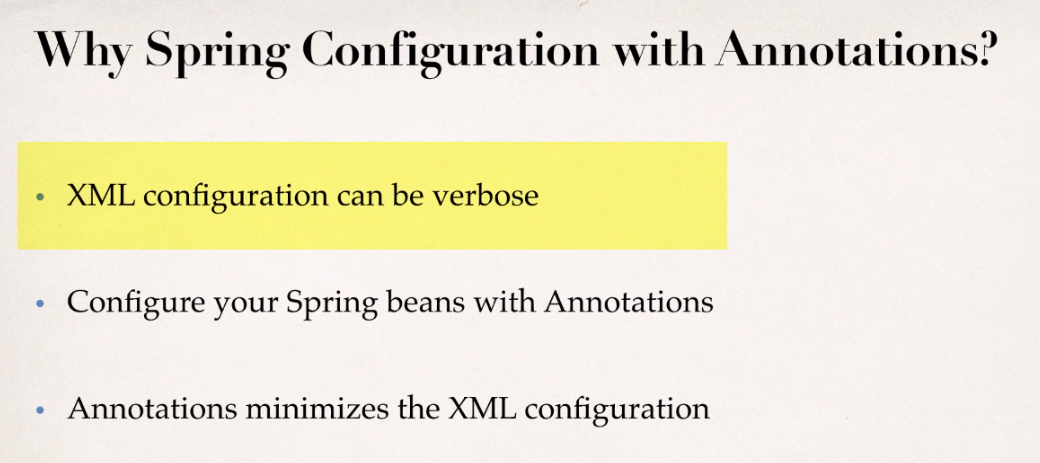 Why Spring Configuration with Annotations?
• XML configuration can be verbose
• Configure your Spring beans with Annotations
• Annotations minimizes the XML configuration